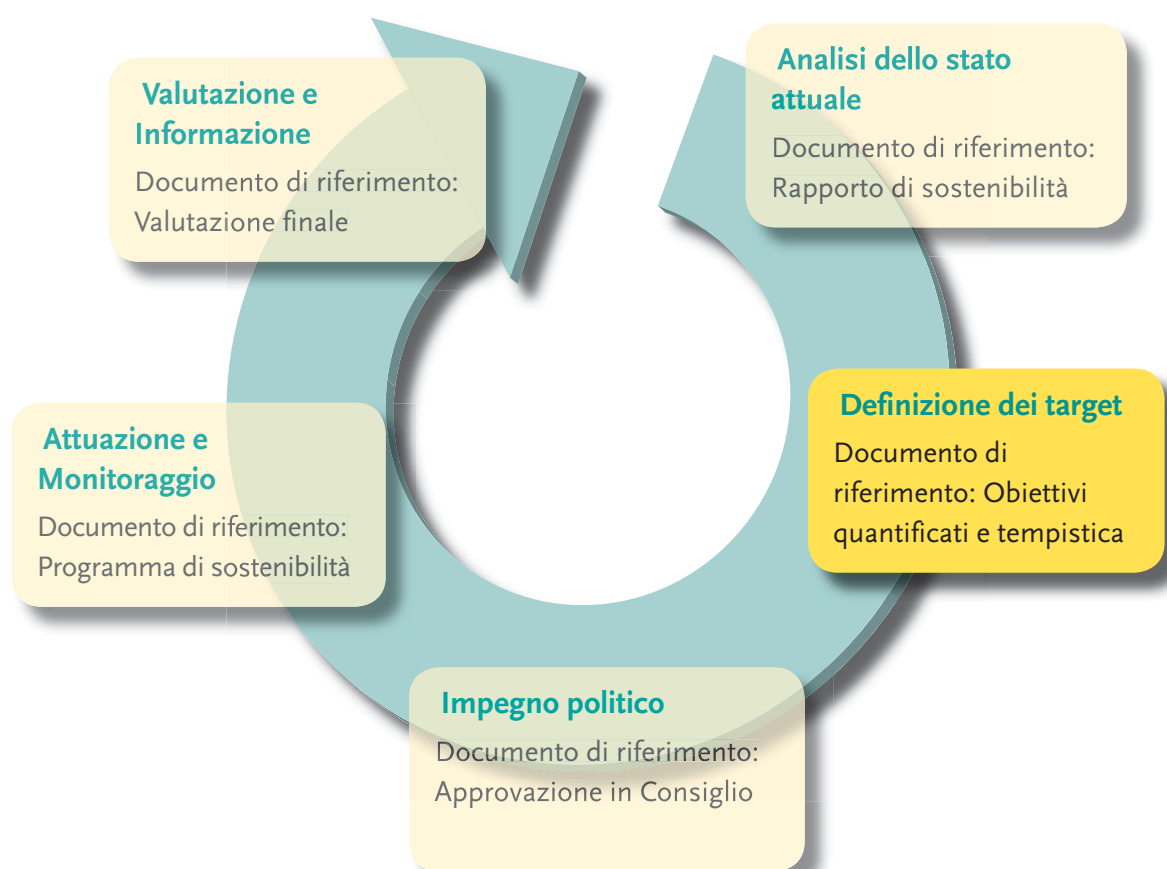 Analisi dello stato
attuale
Documento di riferimento:
Rapporto di sostenibilità
Definizione dei target
Documento di
riferimento: Obiettivi
quantificati e tempistica
Impegno politico
Documento di riferimento:
Approvazione in Consiglio
Attuazione e
Monitoraggio
Documento di riferimento:
Programma di sostenibilità
Valutazione e
Informazione
Documento di riferimento:
Valutazione finale